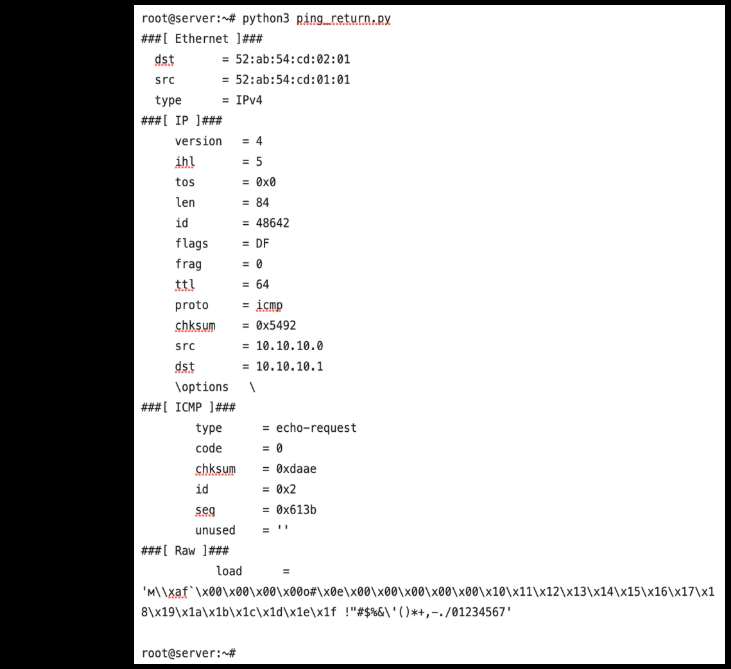 root@server:~# python3 ping_return.py
###[ Ethernet ]###
  dst       = 52:ab:54:cd:02:01
  src       = 52:ab:54:cd:01:01
  type      = IPv4
###[ IP ]###
     version   = 4
     ihl       = 5
     tos       = 0x0
     len       = 84
     id        = 48642
     flags     = DF
     frag      = 0
     ttl       = 64
     proto     = icmp
     chksum    = 0x5492
     src       = 10.10.10.0
     dst       = 10.10.10.1
     \options   \
###[ ICMP ]###
        type      = echo-request
        code      = 0
        chksum    = 0xdaae
        id        = 0x2
        seq       = 0x613b
        unused    = ''
###[ Raw ]###
           load      =
'м\\xaf`\x00\x00\x00\x00o#\x0e\x00\x00\x00\x00\x00\x10\x11\x12\x13\x14\x15\x16\x17\x1
8\x19\x1a\x1b\x1c\x1d\x1e\x1f !"#$%&\'()*+,-./01234567'
root@server:~#